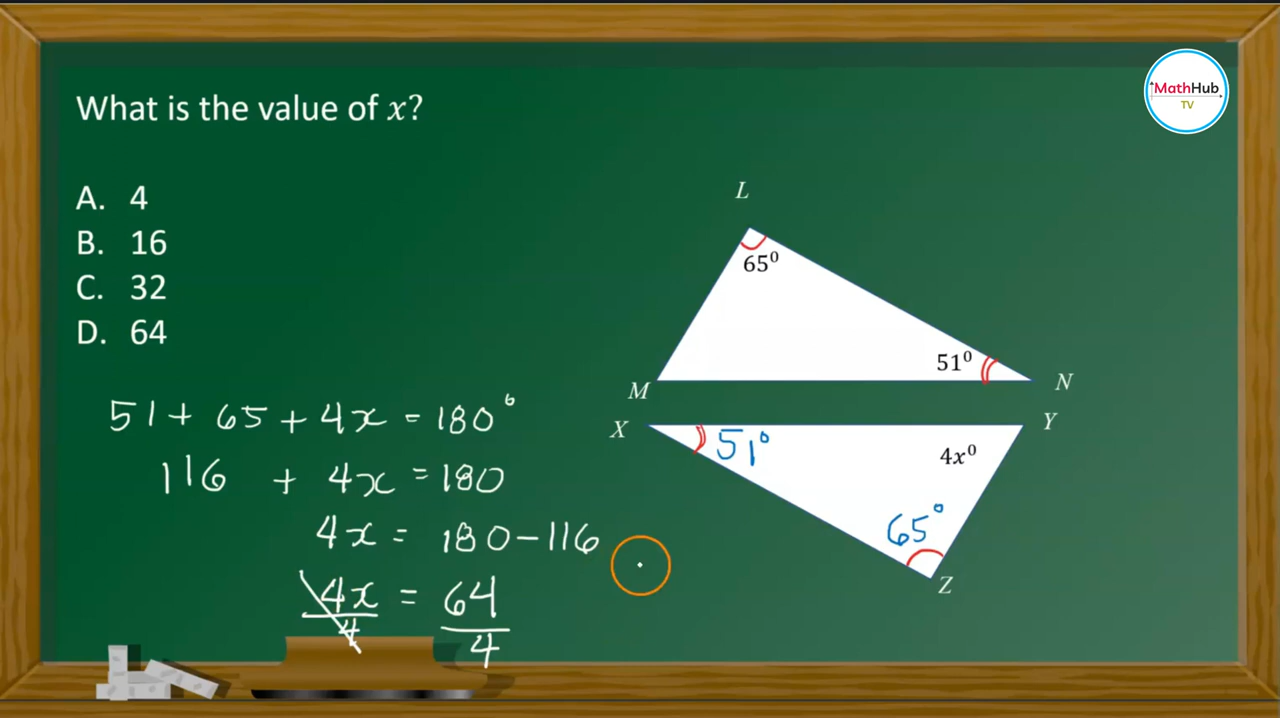 MathHub
TV
What is the value of x?
A. 4
B. 16
C. 32
D. 64
L
65⁰
51⁰
M
N
X
Y
51°
4x⁰
65°
Z
51 + 65 + 4x = 180°
116 + 4x = 180
4x = 180 - 116
4x/4 = 64/4